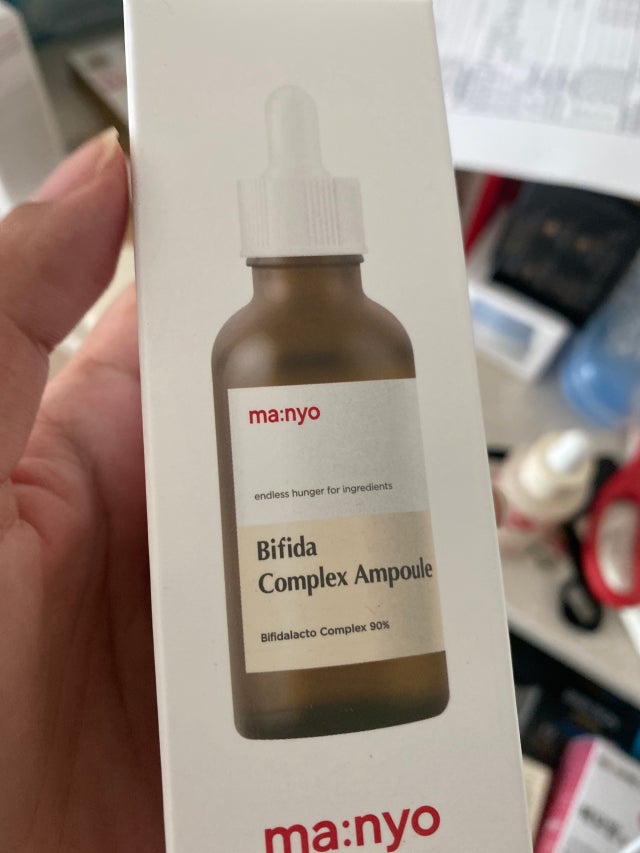 ma:nyo
endless hunger for ingredients
Bifida
Complex Ampoule
Bifidalacto Complex 90%
ma:nyo